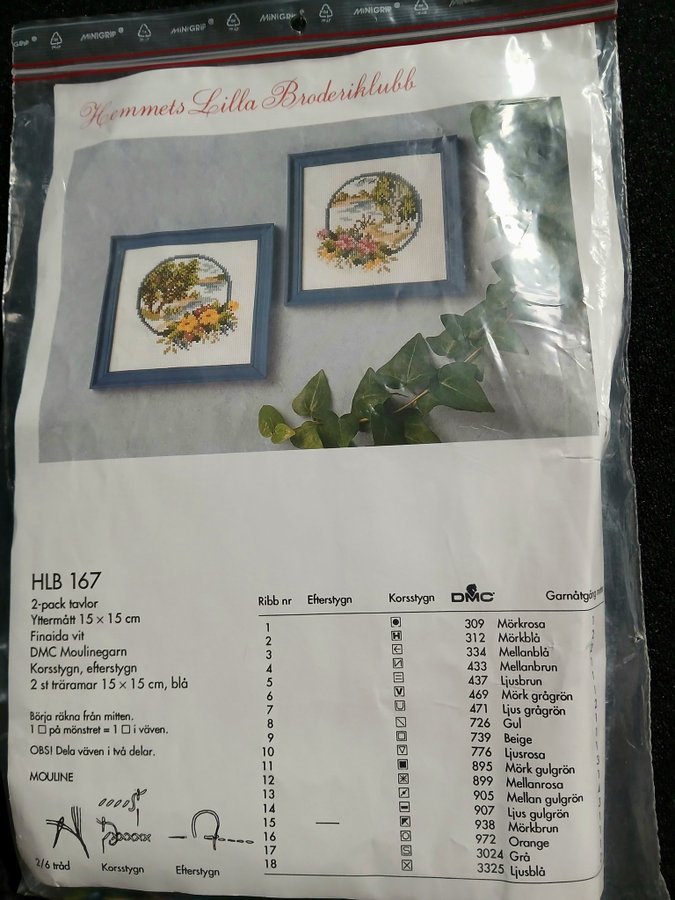 MiNiGRiP MiNiGRiP MiNiGRiP MiNiGRiP MiNiGRiP
Hemmets Lilla Broderiklubb
HLB 167
2-pack tavlor
Yttermått 15 x 15 cm
Finaida vit
DMC Moulinegarn
Korsstygn, efterstygn
2 st träramar 15 x 15 cm, blå
Börja räkna från mitten.
1 □ på mönstret = 1 □ i väven.
OBS! Dela väven i två delar.
MOULINE
2/6 tråd Korsstygn Efterstygn
Ribb nr Efterstygn Korsstygn DMC Garnåtgång
1 309 Mörkrosa
2 H 312 Mörkblå
3 334 Mellanblå
4 433 Mellanbrun
5 437 Ljusbrun
6 V 469 Mörk grågrön
7 U 471 Ljus grågrön
8 726 Gul
9 739 Beige
10 776 Ljusrosa
11 895 Mörk gulgrön
12 899 Mellanrosa
13 905 Mellan gulgrön
14 907 Ljus gulgrön
15 — 938 Mörkbrun
16 972 Orange
17 S 3024 Grå
18 X 3325 Ljusblå